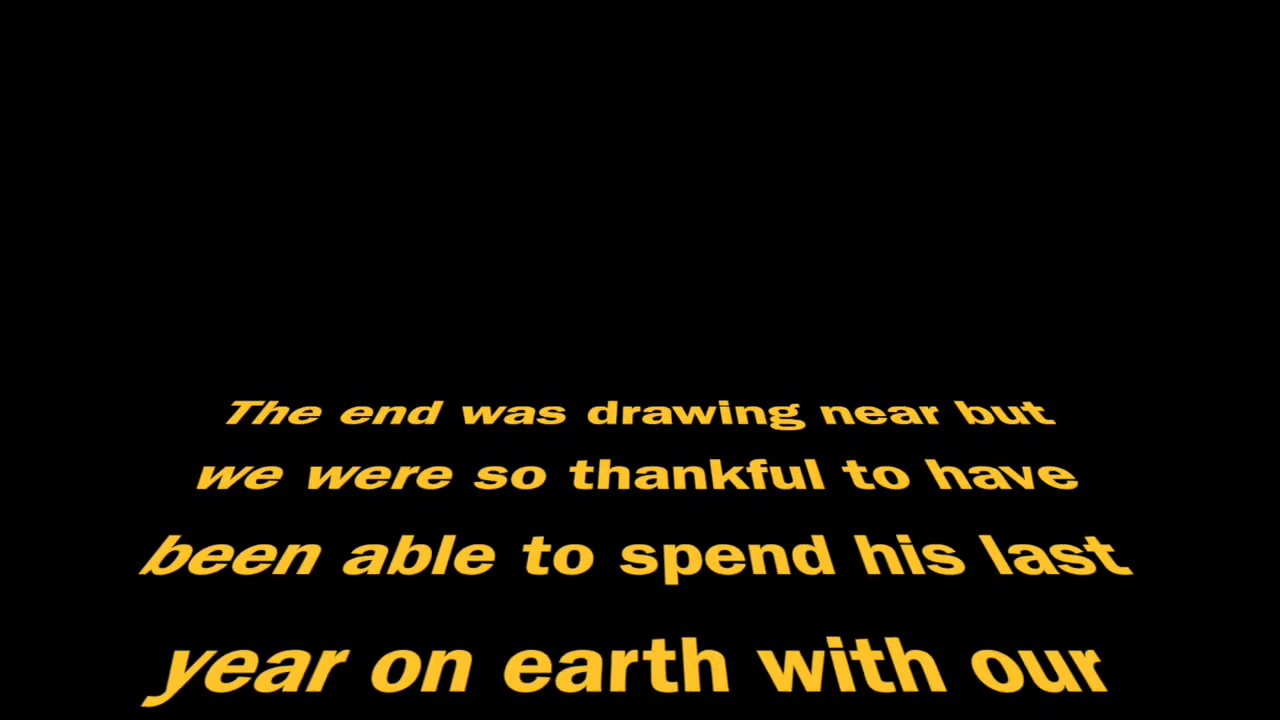 The end was drawing near but
we were so thankful to have
been able to spend his last
year on earth with our